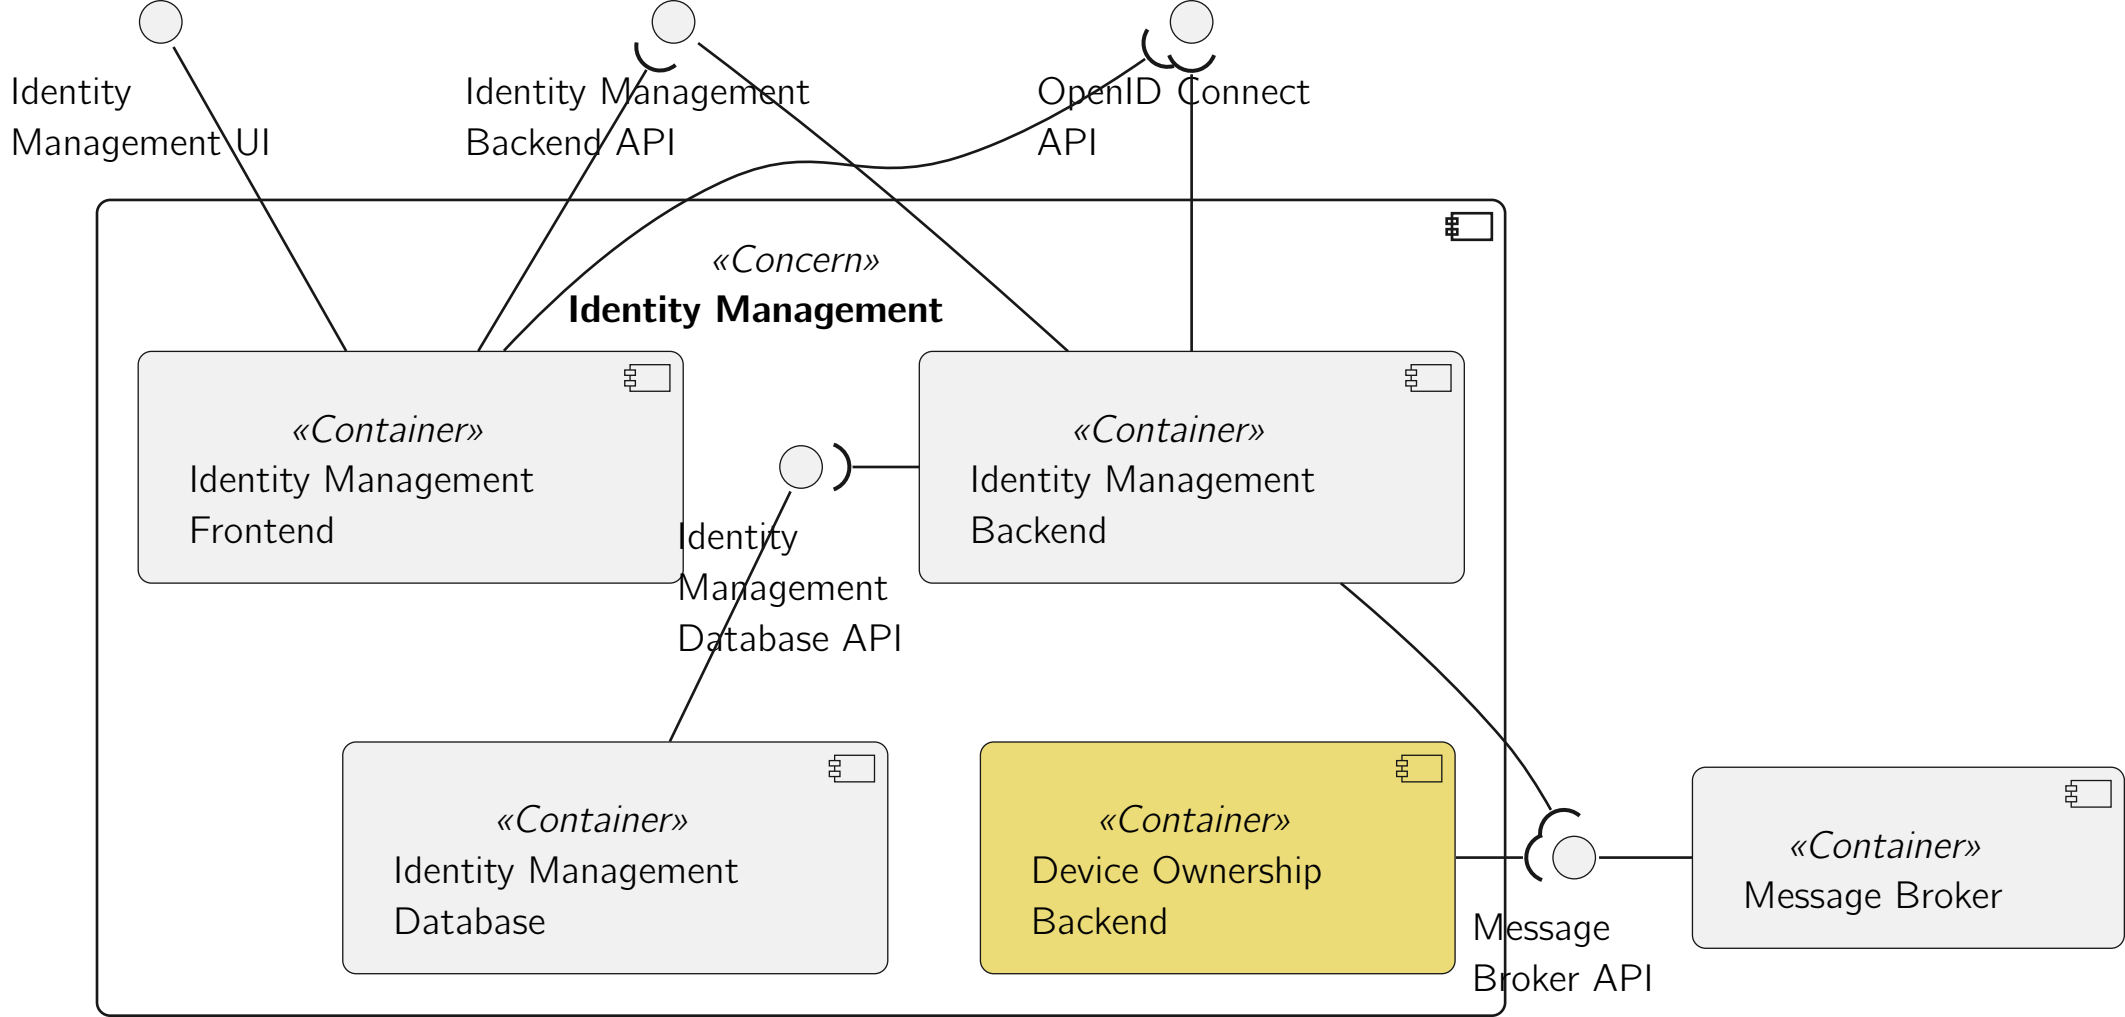 Identity
Management UI
Identity Management
Backend API
OpenID Connect
API
«Concern»
Identity Management
«Container»
Identity Management
Frontend
«Container»
Identity Management
Backend
Identity
Management
Database API
«Container»
Identity Management
Database
«Container»
Device Ownership
Backend
Message
Broker API
«Container»
Message Broker